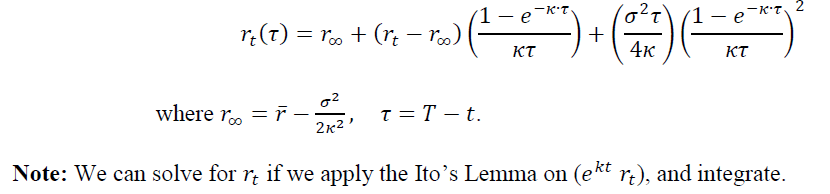 r_t(τ) = r_∞ + (r_t − r_∞) ((1 − e^{−κ·τ})/(κτ)) + (σ²τ/(4κ)) ((1 − e^{−κ·τ})/(κτ))²
where r_∞ = r̄ − σ²/(2κ²), τ = T − t.
Note: We can solve for r_t if we apply the Ito’s Lemma on (e^{kt} r_t), and integrate.